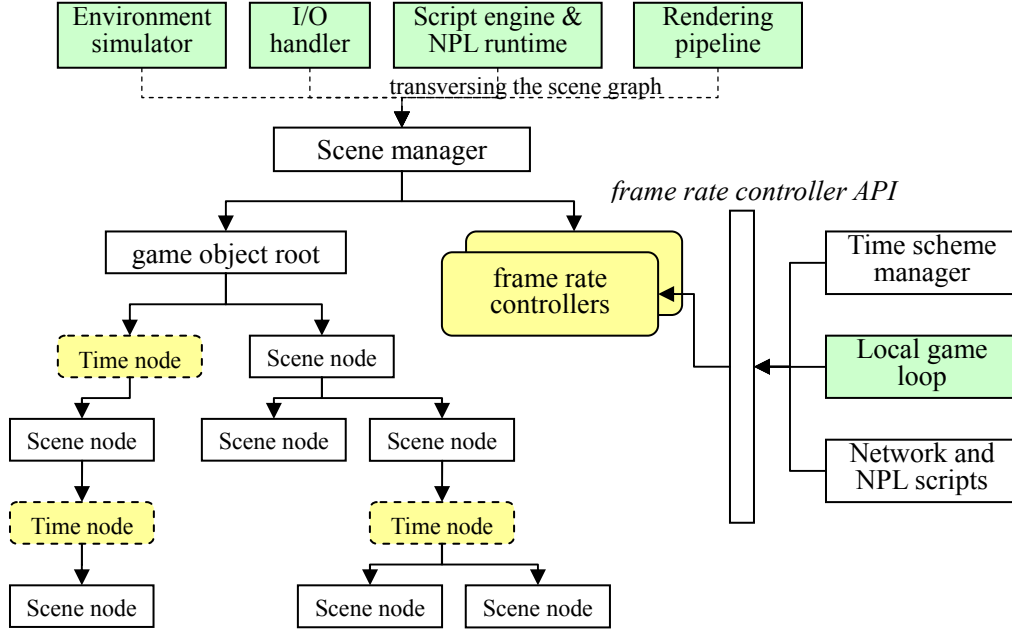 Environment
simulator
I/O
handler
Script engine &
NPL runtime
Rendering
pipeline
transversing the scene graph
Scene manager
frame rate controller API
game object root
frame rate
controllers
Time scheme
manager
Time node
Scene node
Local game
loop
Scene node
Scene node
Scene node
Network and
NPL scripts
Time node
Time node
Scene node
Scene node
Scene node